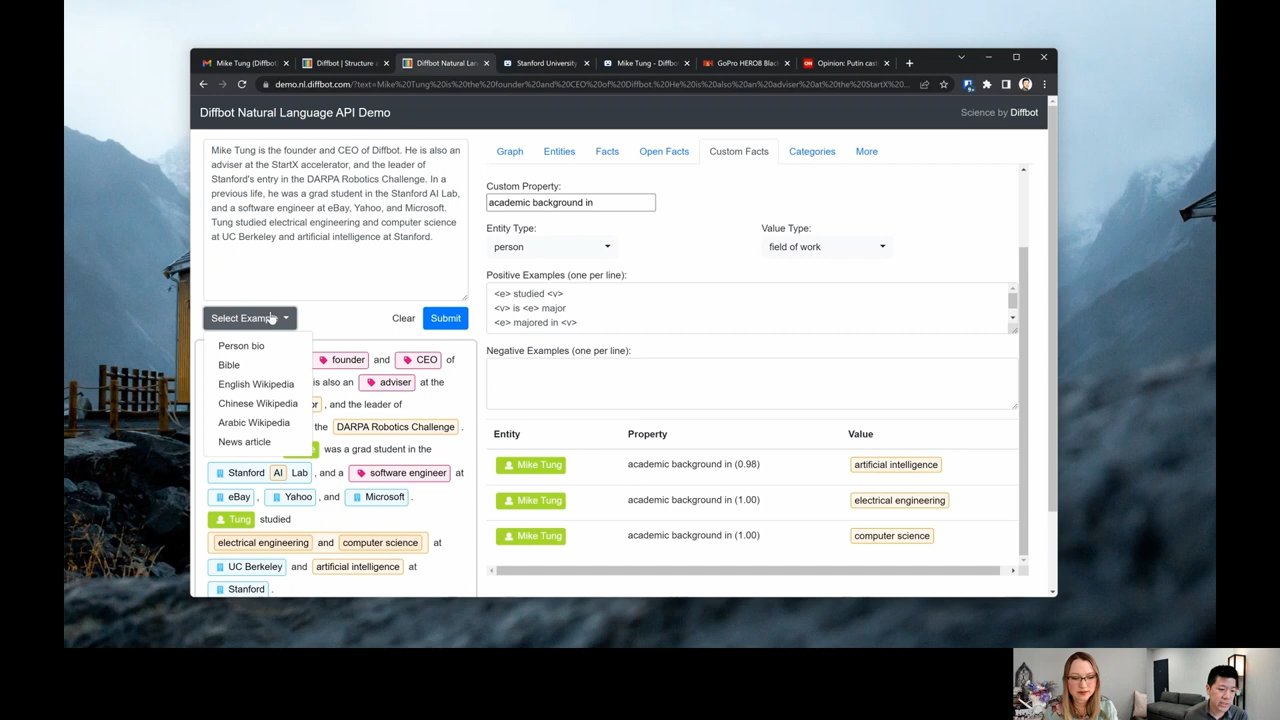 Mike Tung (Diffbot)
Diffbot | Structure a
Diffbot Natural Lan
Stanford University
Mike Tung – Diffbo
GoPro HERO8 Blac
Opinion: Putin cast
demo.nl.diffbot.com/?text=Mike%20Tung%20is%20the%20founder%20and%20CEO%20of%20Diffbot.%20He%20is%20also%20an%20adviser%20at%20the%20StartX%20...
Diffbot Natural Language API Demo
Science by Diffbot
Mike Tung is the founder and CEO of Diffbot. He is also an
adviser at the StartX accelerator, and the leader of
Stanford's entry in the DARPA Robotics Challenge. In a
previous life, he was a grad student in the Stanford AI Lab,
and a software engineer at eBay, Yahoo, and Microsoft.
Tung studied electrical engineering and computer science
at UC Berkeley and artificial intelligence at Stanford.
Select Examp
Clear
Submit
Person bio
Bible
English Wikipedia
Chinese Wikipedia
Arabic Wikipedia
News article
founder and CEO of
is also an adviser at the
or , and the leader of
the DARPA Robotics Challenge .
was a grad student in the
Stanford AI Lab , and a software engineer at
eBay , Yahoo , and Microsoft .
Tung studied
electrical engineering and computer science at
UC Berkeley and artificial intelligence at
Stanford .
Graph
Entities
Facts
Open Facts
Custom Facts
Categories
More
Custom Property:
academic background in
Entity Type:
Value Type:
person
field of work
Positive Examples (one per line):
<e> studied <v>
<v> is <e> major
<e> majored in <v>
Negative Examples (one per line):
Entity Property Value
Mike Tung academic background in (0.98) artificial intelligence
Mike Tung academic background in (1.00) electrical engineering
Mike Tung academic background in (1.00) computer science